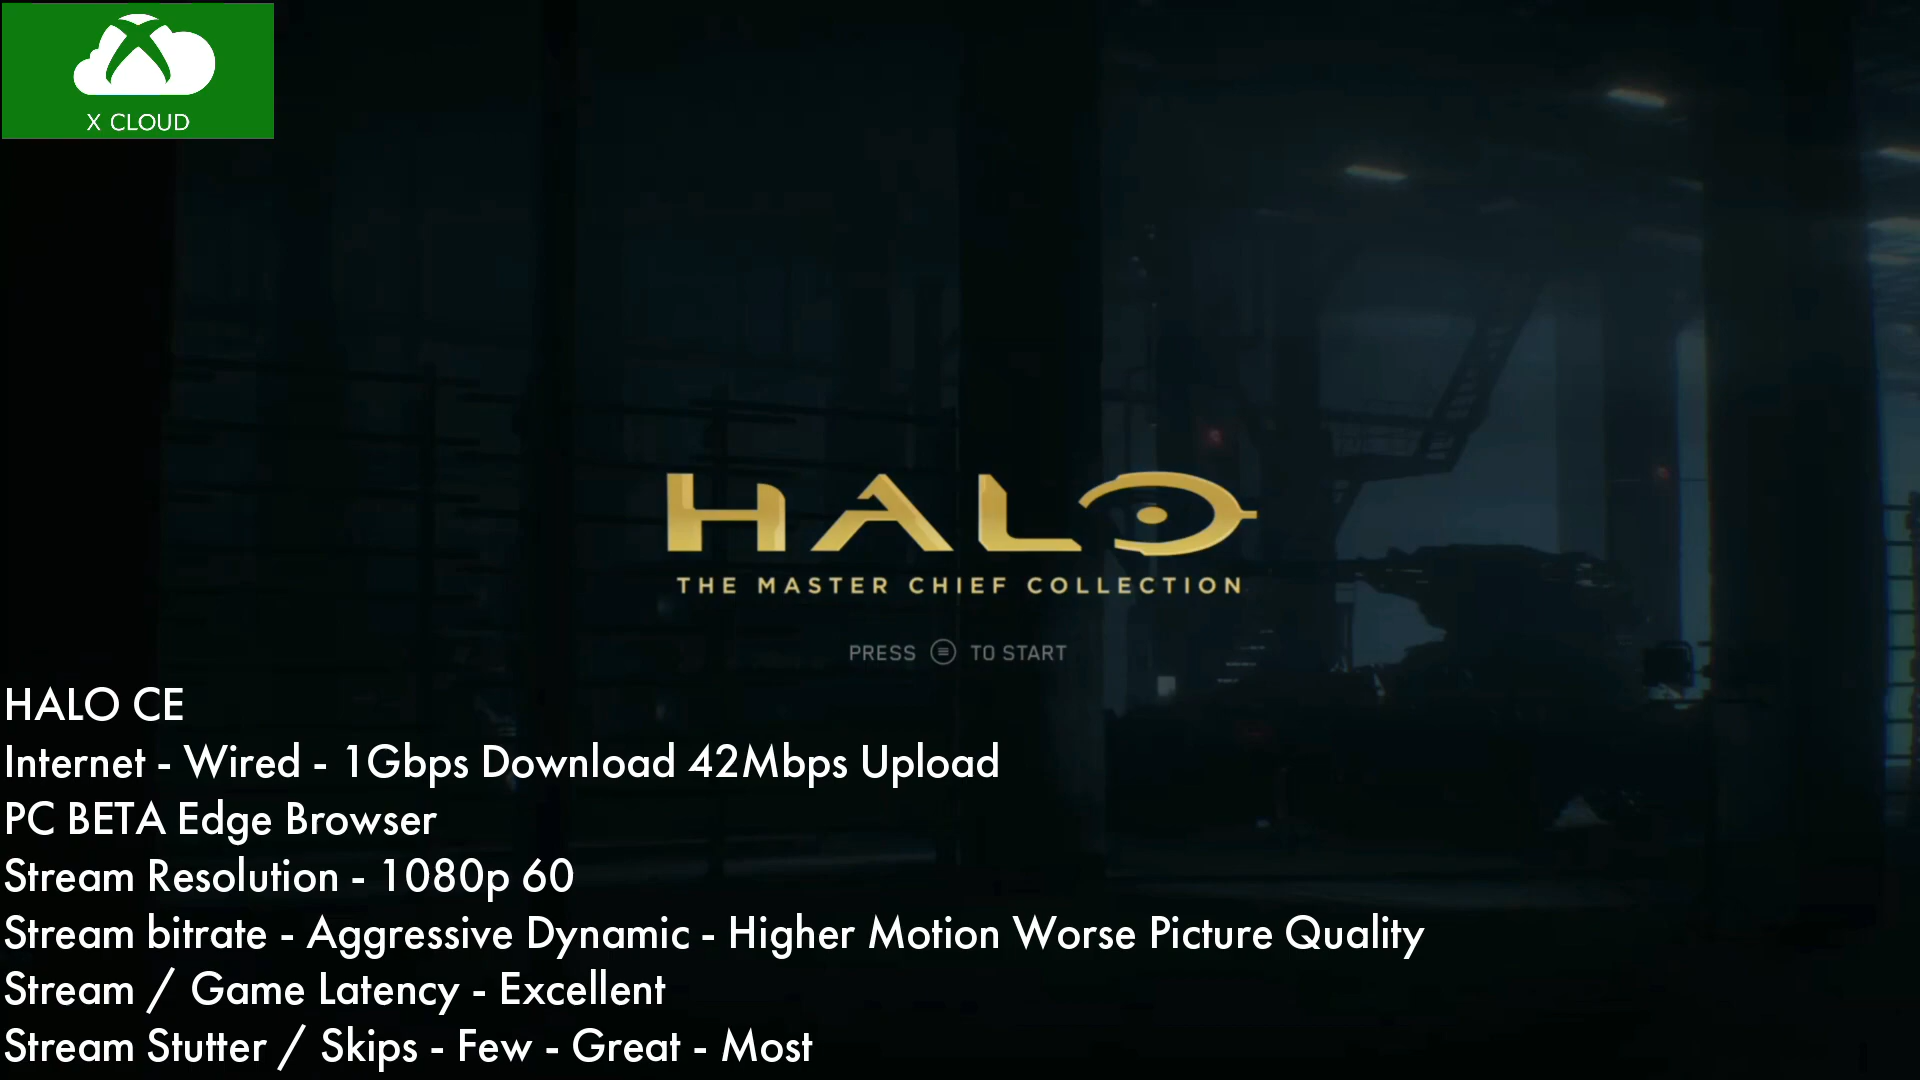 X CLOUD
HALO
THE MASTER CHIEF COLLECTION
PRESS TO START
HALO CE
Internet - Wired - 1Gbps Download 42Mbps Upload
PC BETA Edge Browser
Stream Resolution - 1080p 60
Stream bitrate - Aggressive Dynamic - Higher Motion Worse Picture Quality
Stream / Game Latency - Excellent
Stream Stutter / Skips - Few - Great - Most